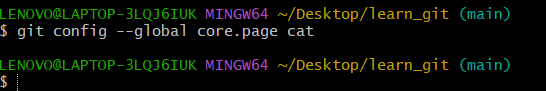 LENOVO@LAPTOP-3LQJ6IUK MINGW64 ~/Desktop/learn_git (main)
$ git config --global core.page cat
LENOVO@LAPTOP-3LQJ6IUK MINGW64 ~/Desktop/learn_git (main)
$